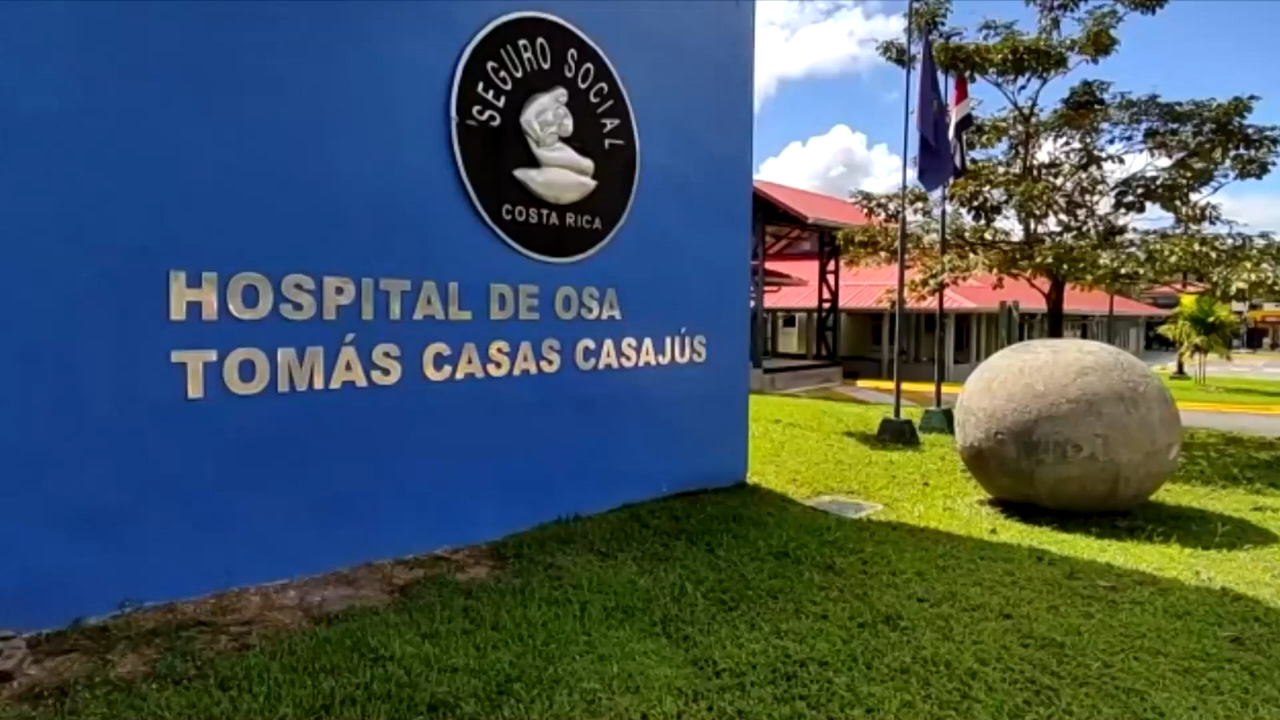 SEGURO SOCIAL
COSTA RICA
HOSPITAL DE OSA
TOMÁS CASAS CASAJÚS